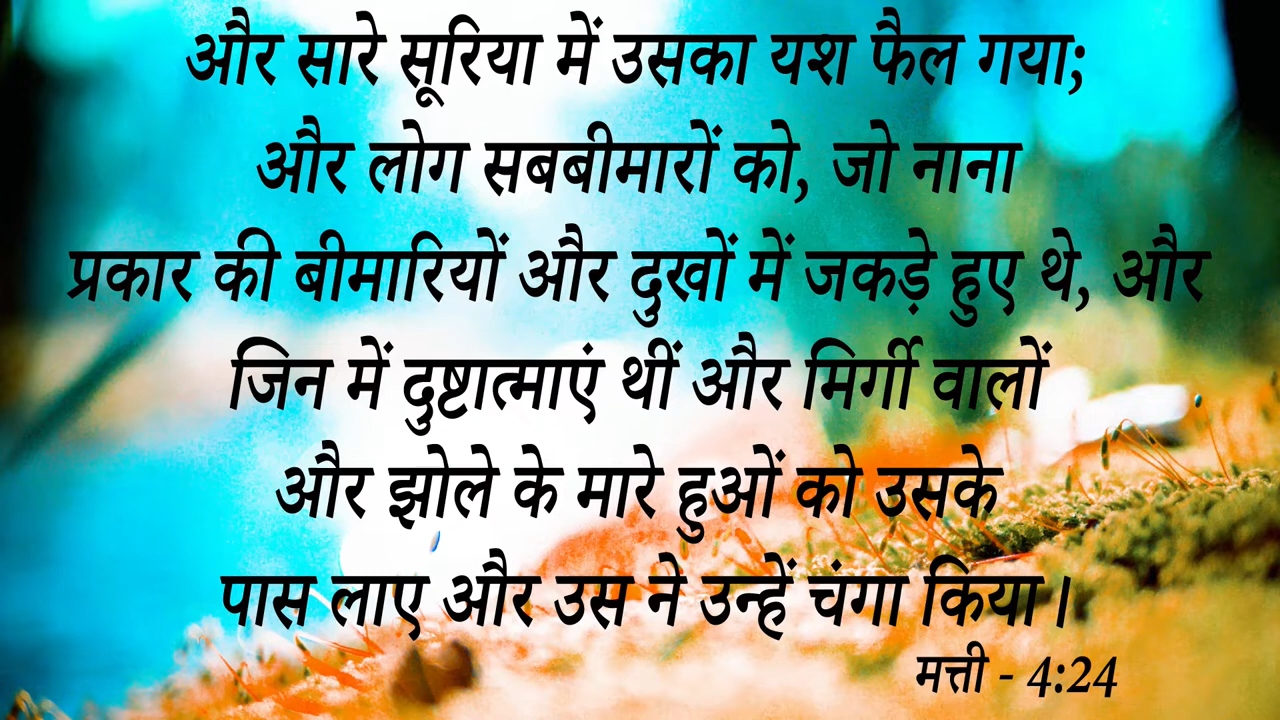 और सारे सूरिया में उसका यश फैल गया;
और लोग सबबीमारों को, जो नाना
प्रकार की बीमारियों और दुखों में जकड़े हुए थे, और
जिन में दुष्टात्माएं थीं और मिर्गी वालों
और झोले के मारे हुओं को उसके
पास लाए और उस ने उन्हें चंगा किया।
मत्ती - 4:24